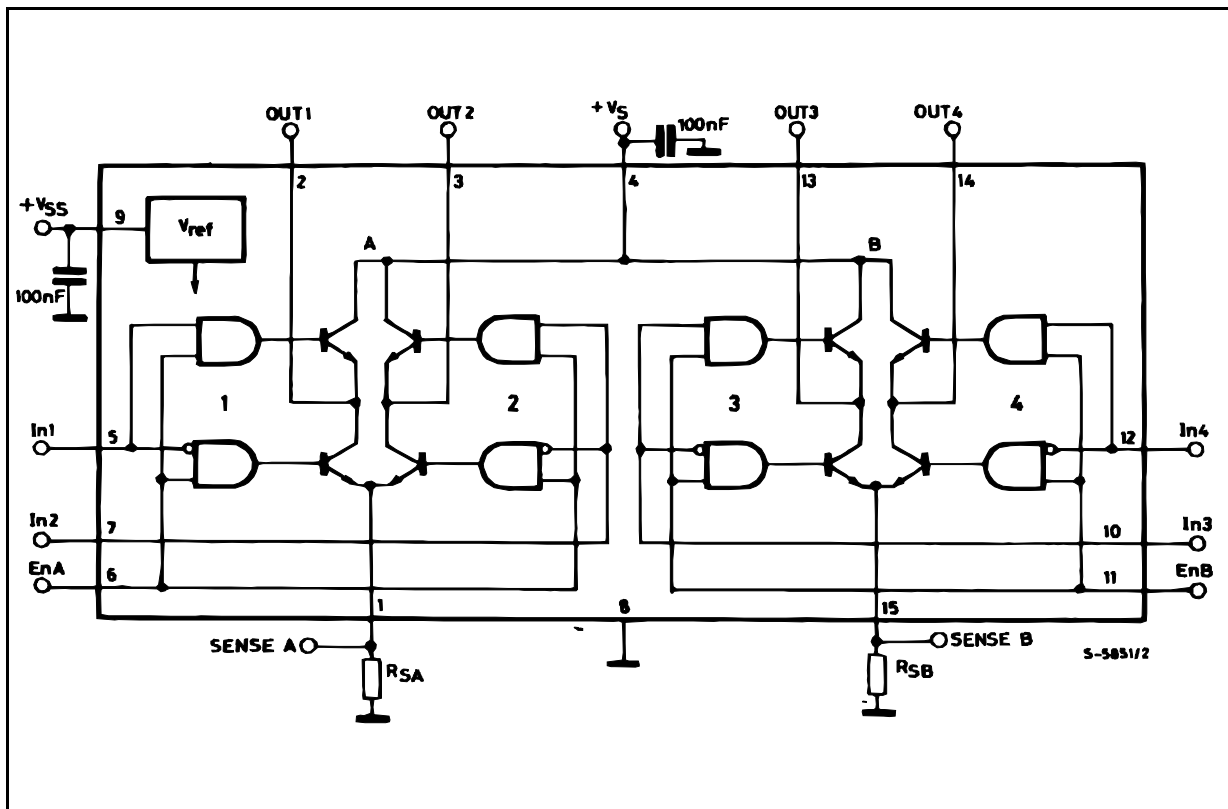 OUT1
OUT2
+VS
100nF
OUT3
OUT4
2
3
4
13
14
+VSS
9
Vref
A
B
100nF
1
2
3
4
In1
5
12
In4
In2
7
10
In3
EnA
6
11
EnB
1
8
15
SENSE A
SENSE B
S-5851/2
RSA
RSB